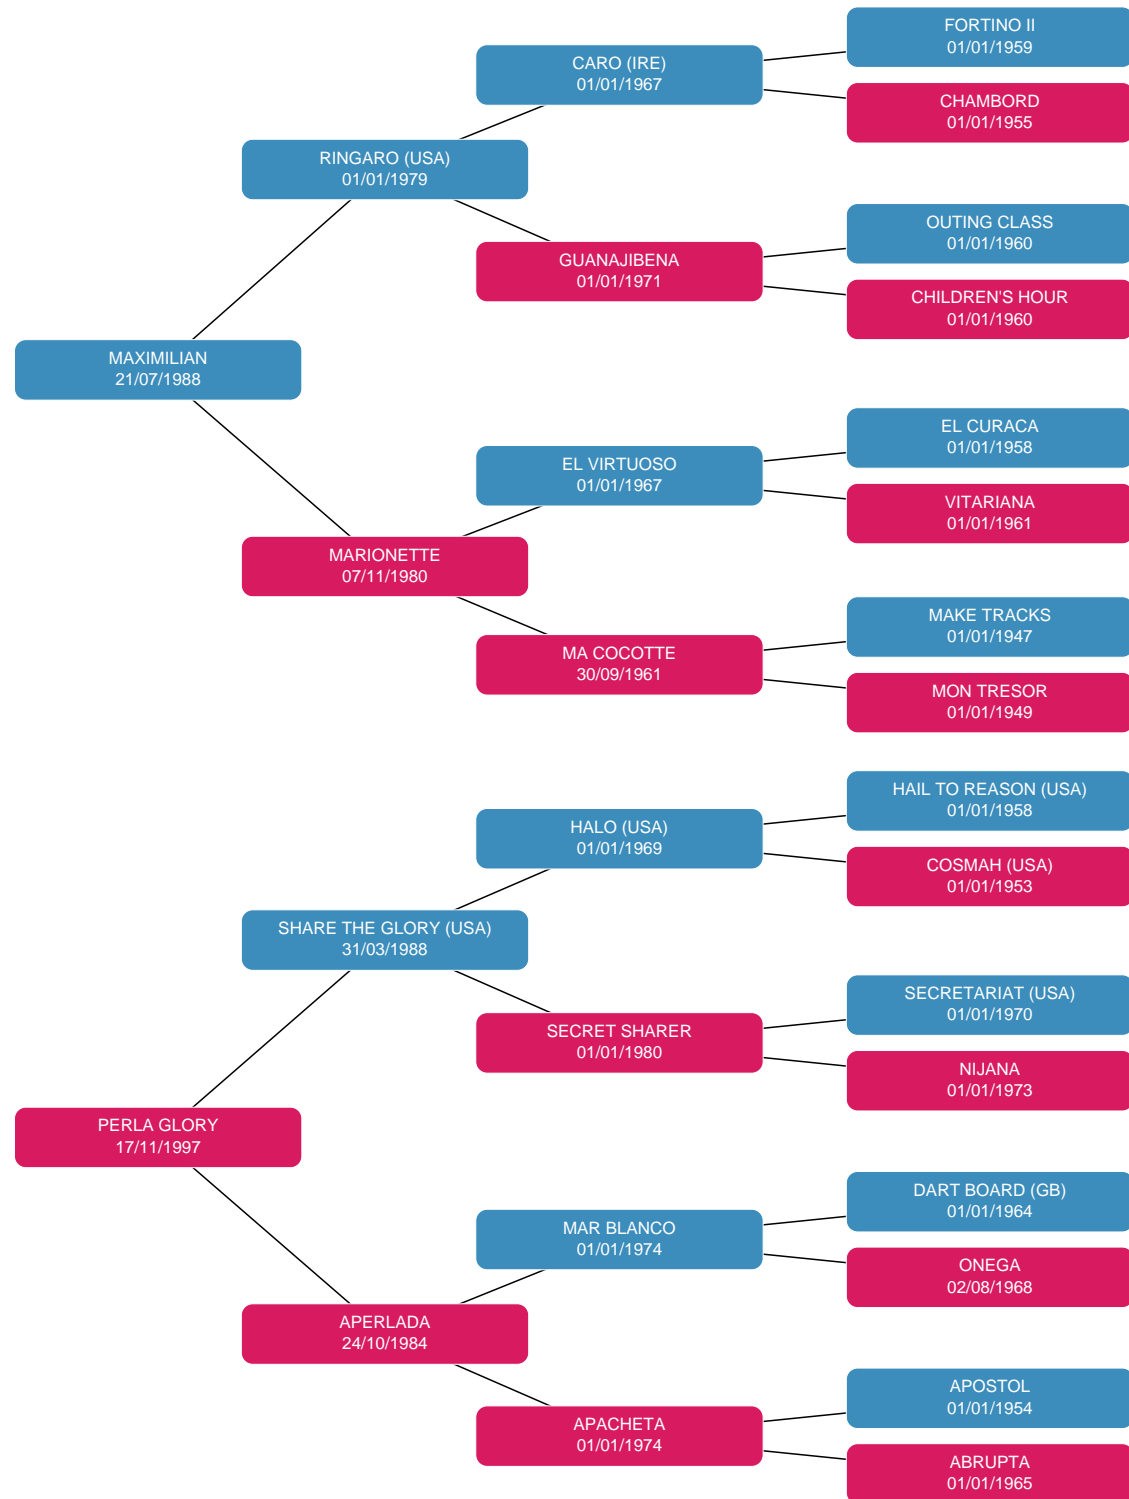 FORTINO II
01/01/1959
CARO (IRE)
01/01/1967
CHAMBORD
01/01/1955
RINGARO (USA)
01/01/1979
OUTING CLASS
01/01/1960
GUANAJIBENA
01/01/1971
CHILDREN'S HOUR
01/01/1960
MAXIMILIAN
21/07/1988
EL CURACA
01/01/1958
EL VIRTUOSO
01/01/1967
VITARIANA
01/01/1961
MARIONETTE
07/11/1980
MAKE TRACKS
01/01/1947
MA COCOTTE
30/09/1961
MON TRESOR
01/01/1949
HAIL TO REASON (USA)
01/01/1958
HALO (USA)
01/01/1969
COSMAH (USA)
01/01/1953
SHARE THE GLORY (USA)
31/03/1988
SECRETARIAT (USA)
01/01/1970
SECRET SHARER
01/01/1980
NIJANA
01/01/1973
PERLA GLORY
17/11/1997
DART BOARD (GB)
01/01/1964
MAR BLANCO
01/01/1974
ONEGA
02/08/1968
APERLADA
24/10/1984
APOSTOL
01/01/1954
APACHETA
01/01/1974
ABRUPTA
01/01/1965